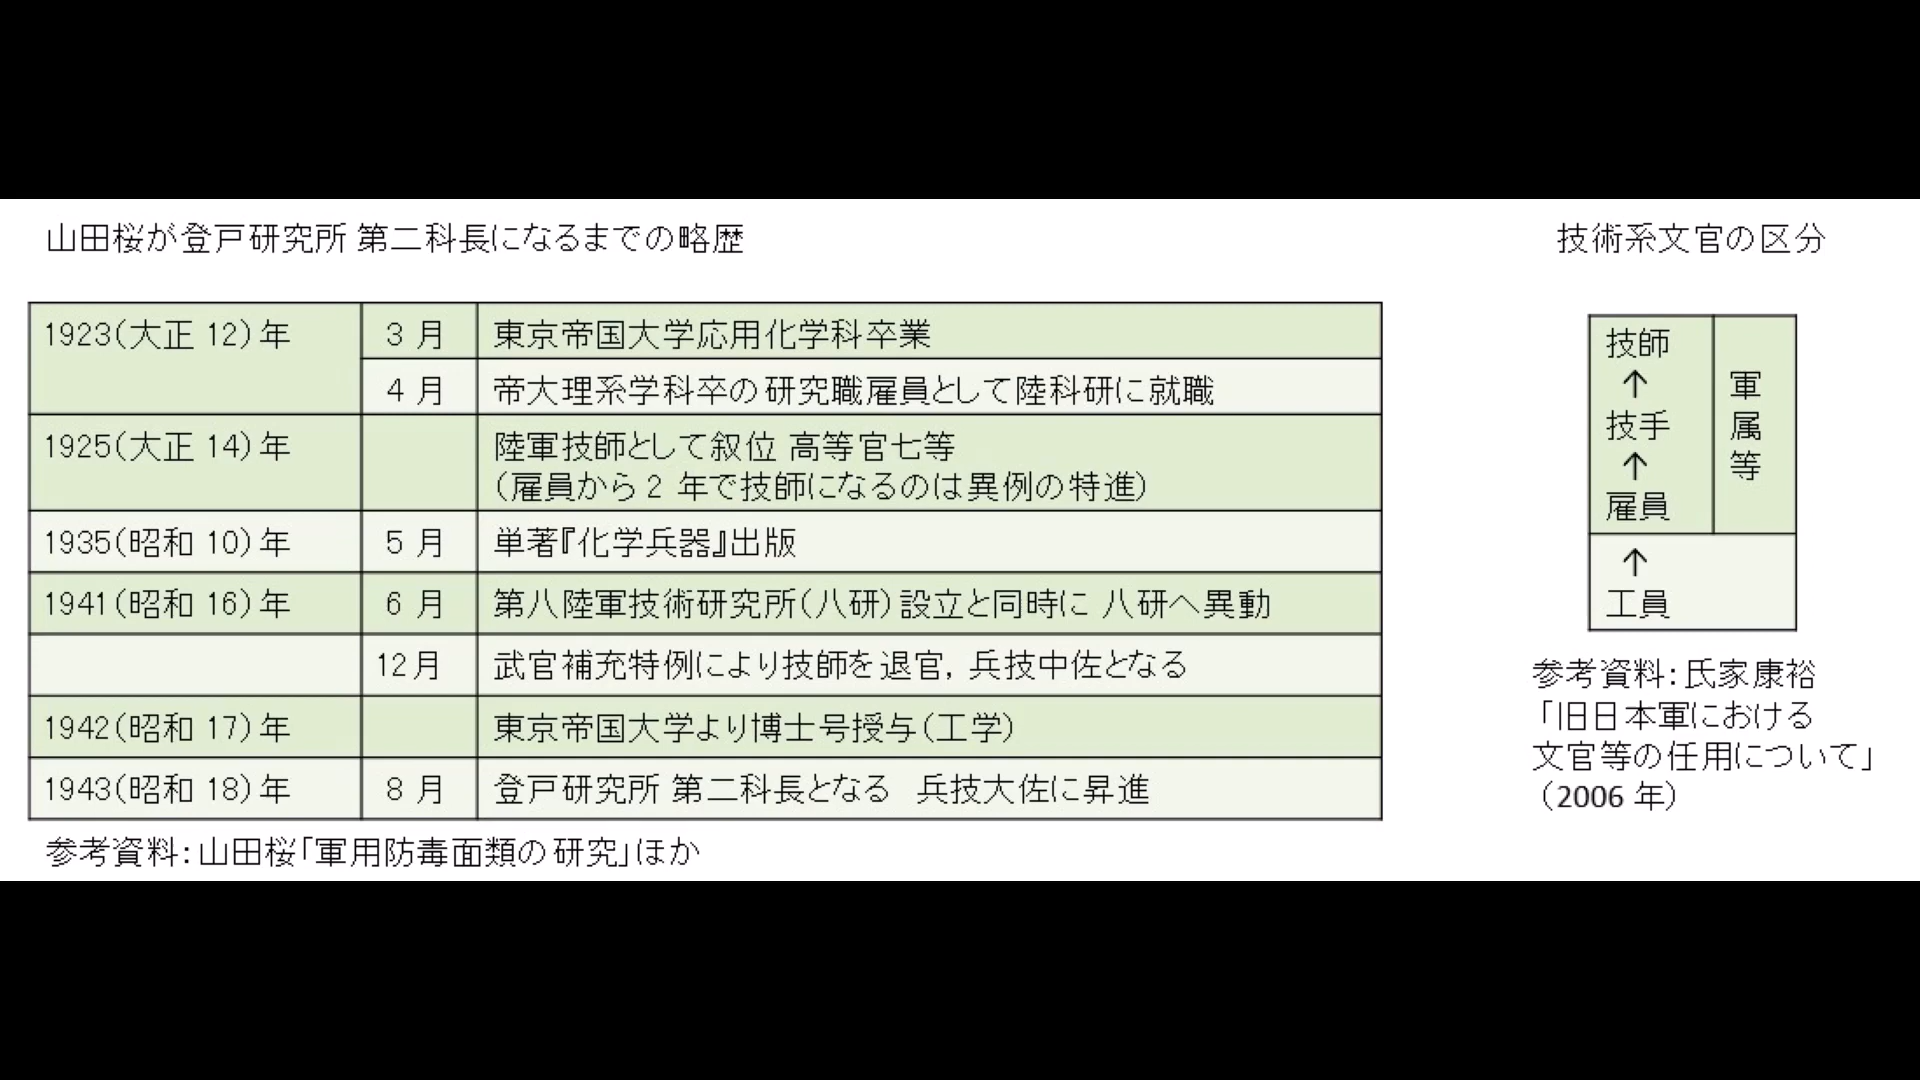 山田桜が登戸研究所 第二科長になるまでの略歴
1923(大正 12)年 3 月 東京帝国大学応用化学科卒業
4 月 帝大理系学科卒の研究職雇員として陸科研に就職
1925(大正 14)年 陸軍技師として叙位 高等官七等
(雇員から 2 年で技師になるのは異例の特進)
1935(昭和 10)年 5 月 単著『化学兵器』出版
1941(昭和 16)年 6 月 第八陸軍技術研究所(八研)設立と同時に 八研へ異動
12月 武官補充特例により技師を退官, 兵技中佐となる
1942(昭和 17)年 東京帝国大学より博士号授与(工学)
1943(昭和 18)年 8 月 登戸研究所 第二科長となる 兵技大佐に昇進
参考資料:山田桜「軍用防毒面類の研究」ほか
技術系文官の区分
技師
↑
技手
↑
雇員
軍属等
↑
工員
参考資料:氏家康裕
「旧日本軍における
文官等の任用について」
(2006 年)